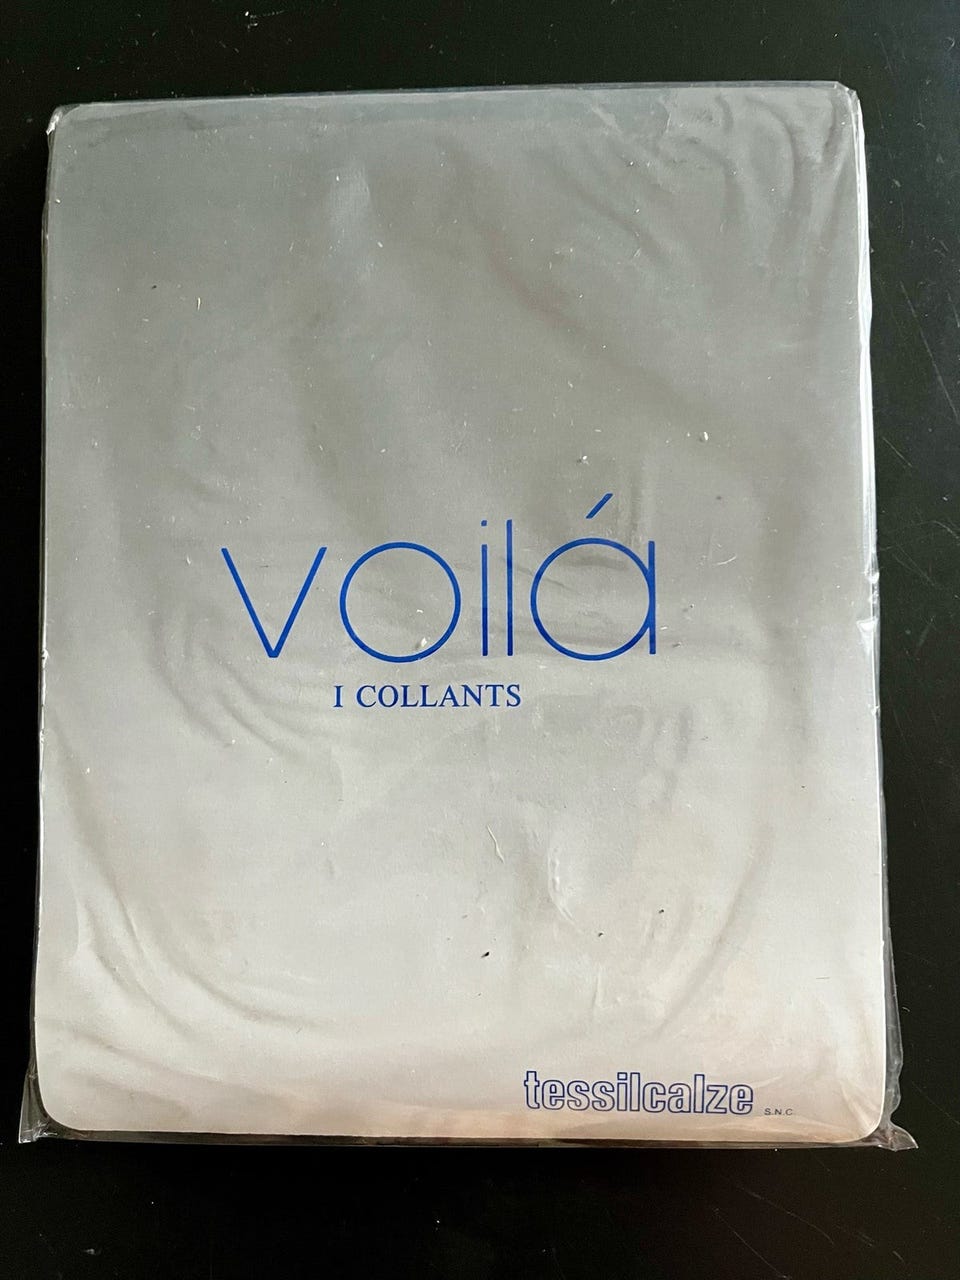 voilá
I COLLANTS
tessilcalze S.N.C.